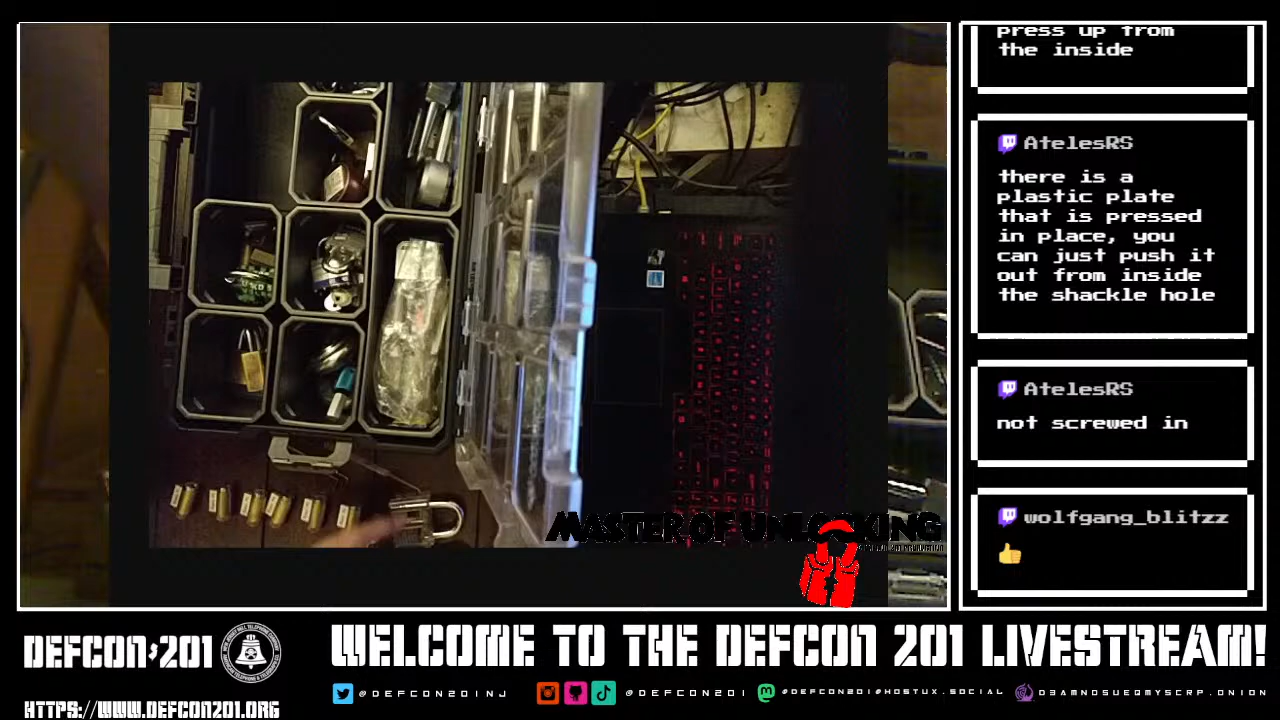 press up from
the inside
AtelesRS
there is a
plastic plate
that is pressed
in place, you
can just push it
out from inside
the shackle hole
AtelesRS
not screwed in
wolfgang_blitzz
MASTER OF UNLOCKING
DEFCON 201
WELCOME TO THE DEFCON 201 LIVESTREAM!
HTTPS://WWW.DEFCON201.ORG
@DEFCON201NJ
@DEFCON201
@DEFCON201@HOSTUX.SOCIAL